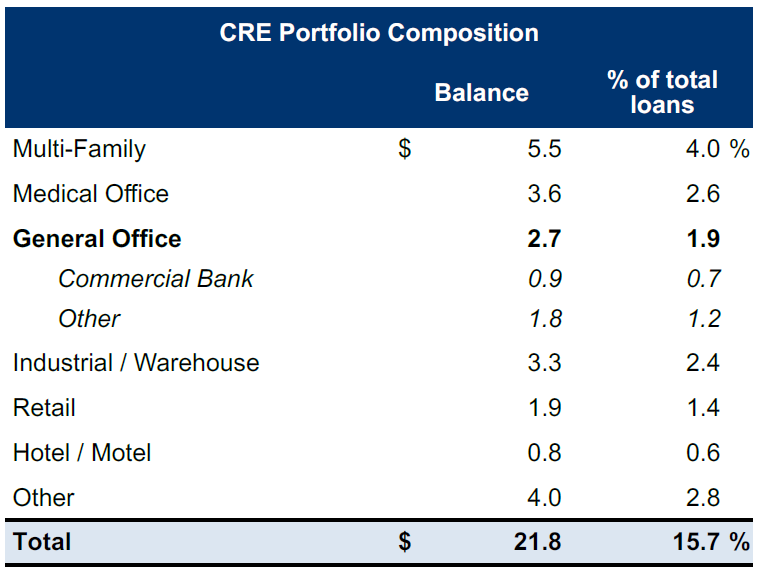 CRE Portfolio Composition
Balance % of total loans
Multi-Family $ 5.5 4.0 %
Medical Office 3.6 2.6
General Office 2.7 1.9
Commercial Bank 0.9 0.7
Other 1.8 1.2
Industrial / Warehouse 3.3 2.4
Retail 1.9 1.4
Hotel / Motel 0.8 0.6
Other 4.0 2.8
Total $ 21.8 15.7 %